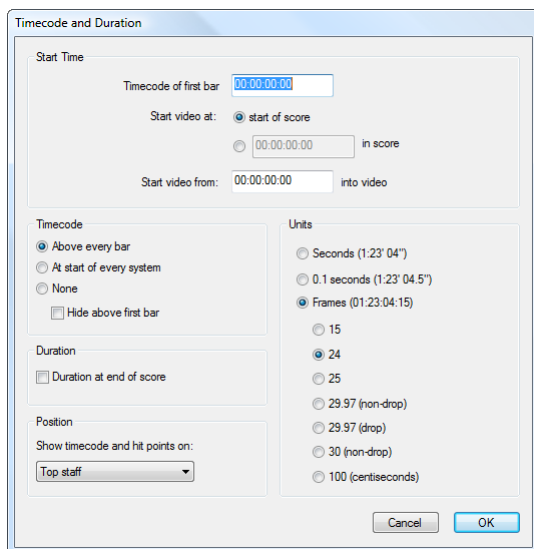 Timecode and Duration
Start Time
Timecode of first bar 00:00:00:00
Start video at: start of score
00:00:00:00 in score
Start video from: 00:00:00:00 into video
Timecode
Above every bar
At start of every system
None
Hide above first bar
Duration
Duration at end of score
Position
Show timecode and hit points on:
Top staff
Units
Seconds (1:23' 04")
0.1 seconds (1:23' 04.5")
Frames (01:23:04:15)
15
24
25
29.97 (non-drop)
29.97 (drop)
30 (non-drop)
100 (centiseconds)
Cancel OK